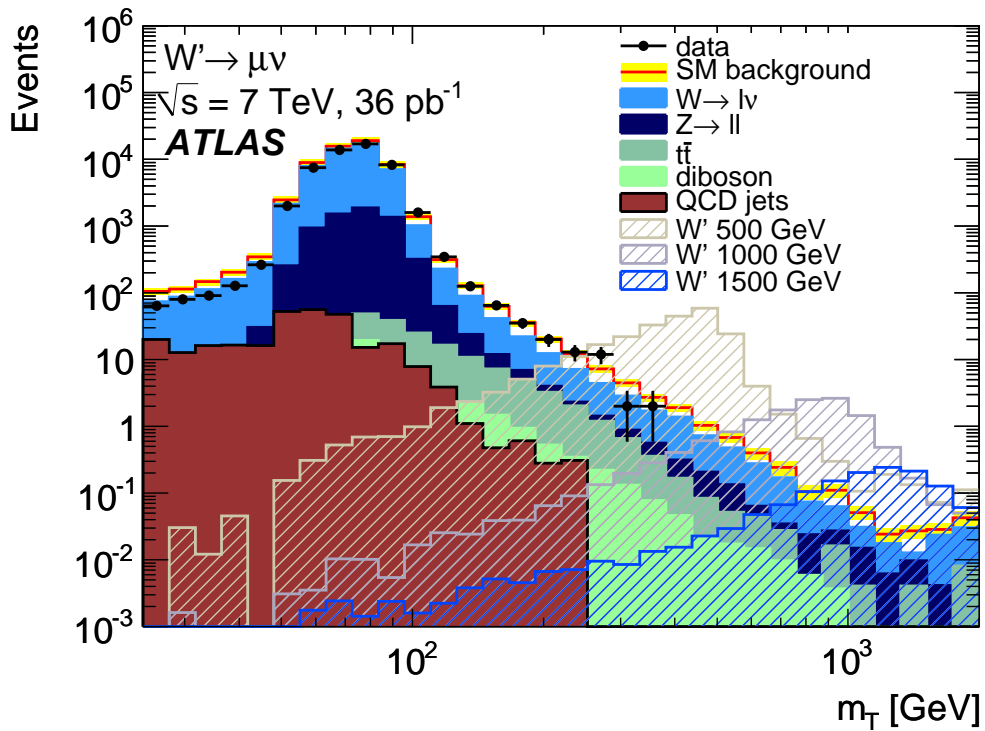 Events
10⁶
10⁵
10⁴
10³
10²
10
1
10⁻¹
10⁻²
10⁻³
W'→ μν
√s = 7 TeV, 36 pb⁻¹
ATLAS
data
SM background
W→ lν
Z→ ll
tt̄
diboson
QCD jets
W' 500 GeV
W' 1000 GeV
W' 1500 GeV
10²
10³
m_T [GeV]